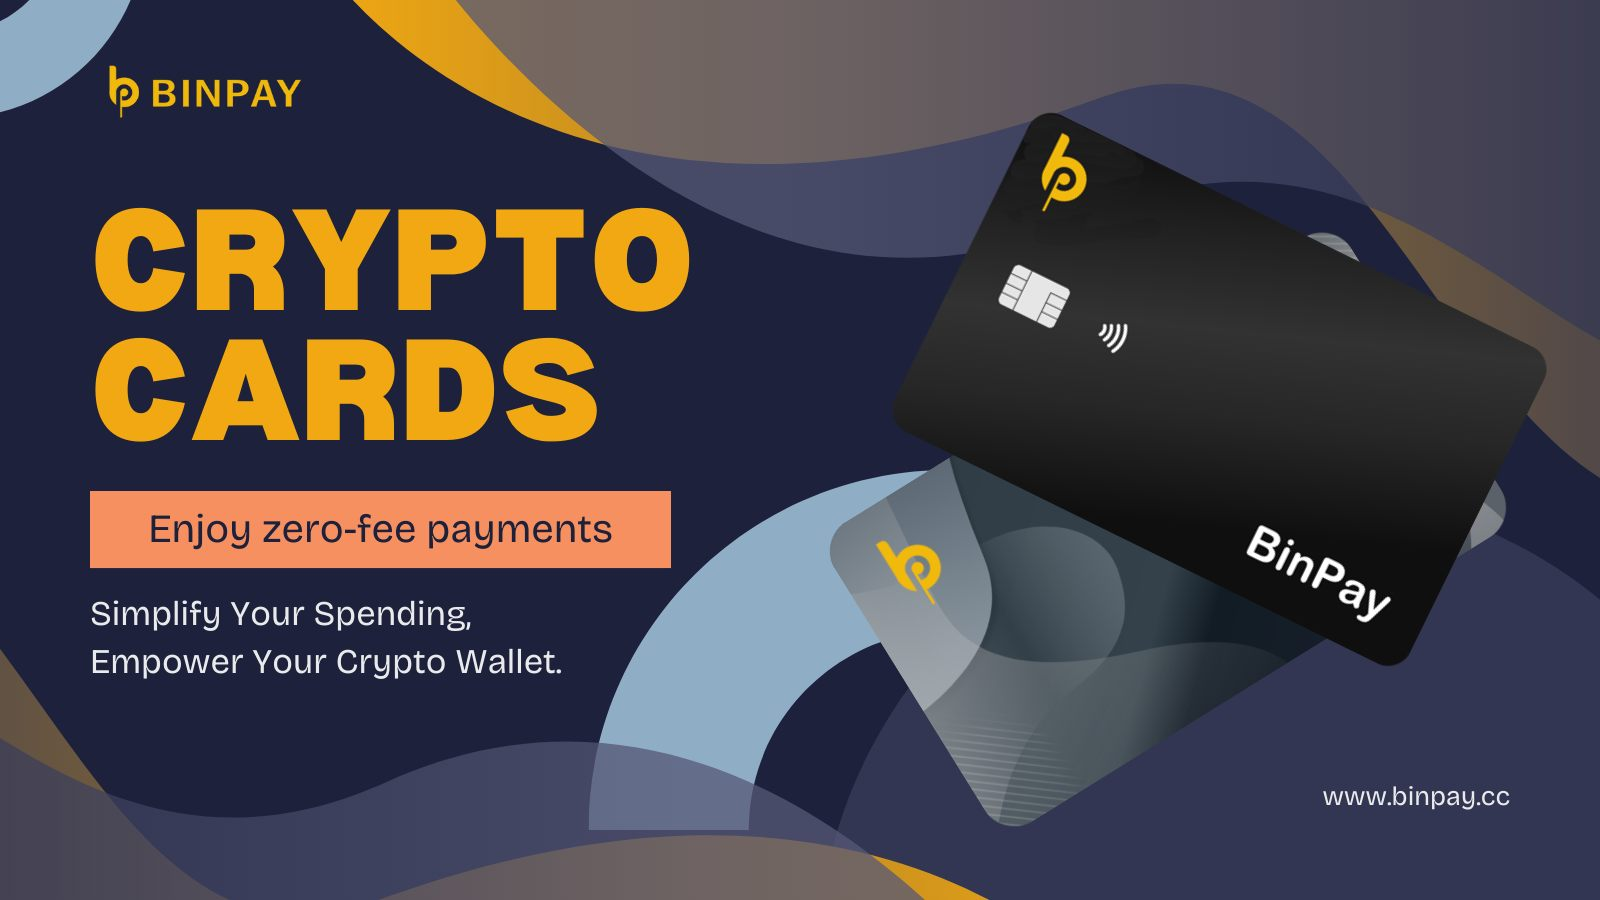 BINPAY
CRYPTO
CARDS
Enjoy zero-fee payments
Simplify Your Spending,
Empower Your Crypto Wallet.
BinPay
www.binpay.cc